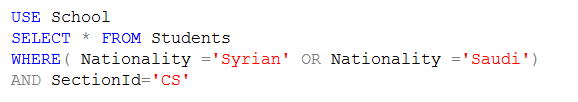 USE School
SELECT * FROM Students
WHERE( Nationality ='Syrian' OR Nationality ='Saudi')
AND SectionId='CS'